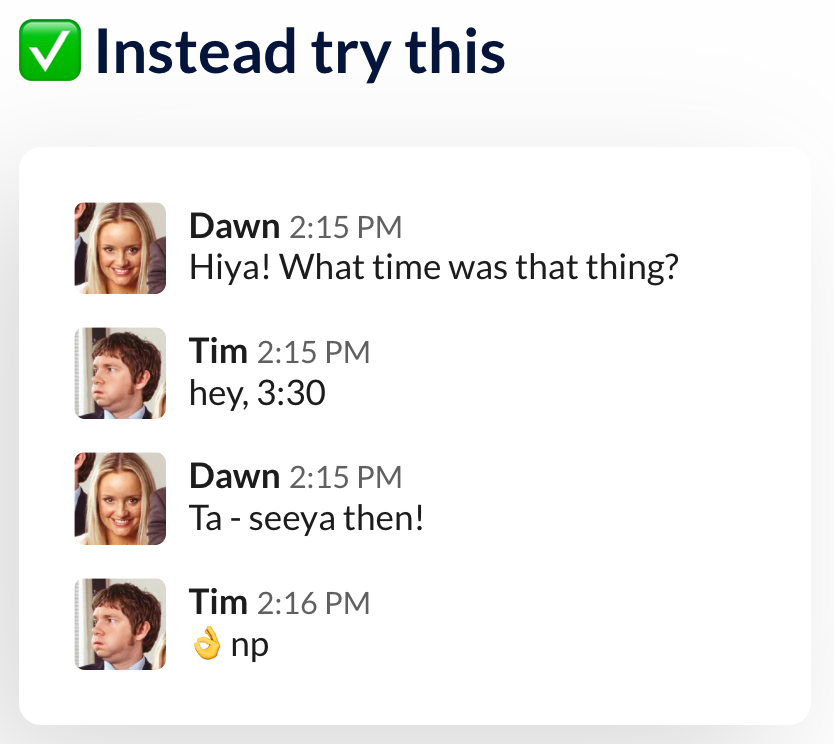 ✅ Instead try this
Dawn 2:15 PM
Hiya! What time was that thing?
Tim 2:15 PM
hey, 3:30
Dawn 2:15 PM
Ta - seeya then!
Tim 2:16 PM
👌 np